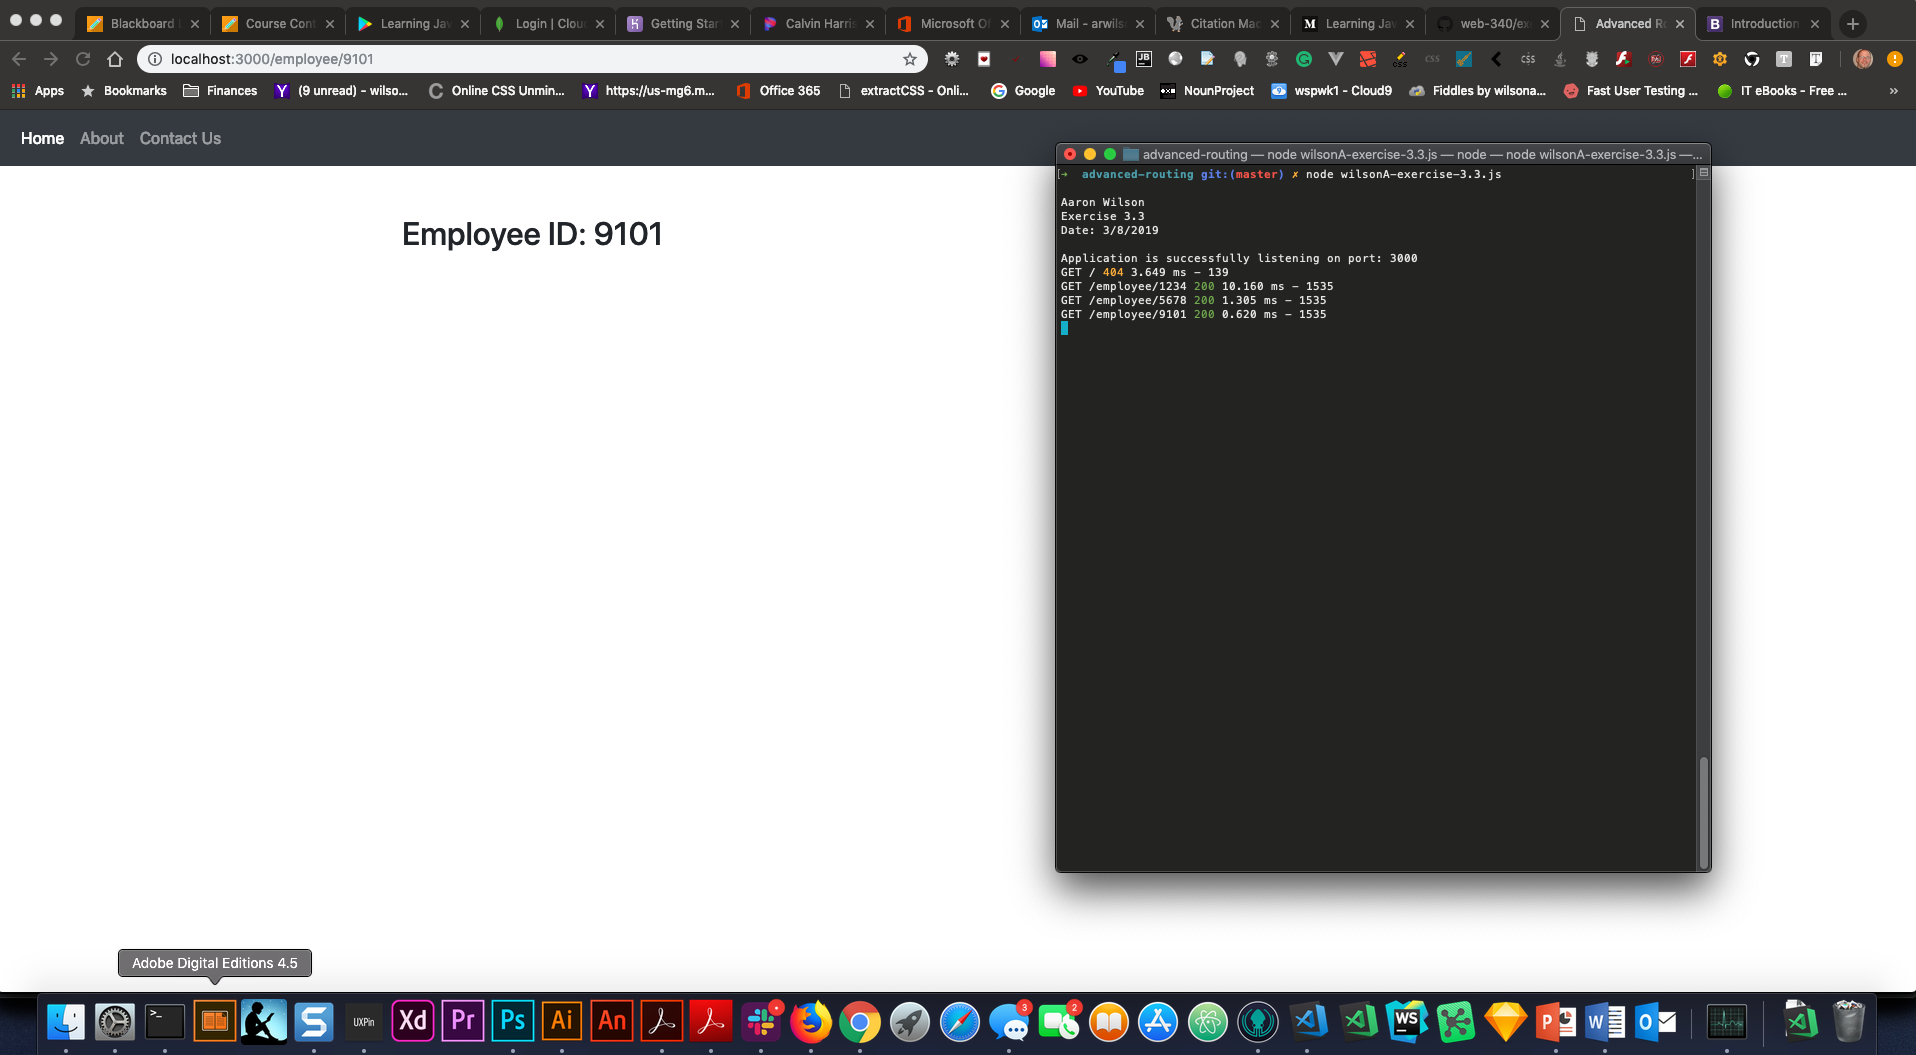 Blackboard
Course Cont
Learning Jav
Login | Clou
Getting Star
Calvin Harris
Microsoft Of
Mail - arwils
Citation Mac
Learning Jav
web-340/ex
Advanced R
Introduction
localhost:3000/employee/9101
Apps
Bookmarks
Finances
(9 unread) - wilso...
Online CSS Unmin...
https://us-mg6.m...
Office 365
extractCSS - Onli...
Google
YouTube
NounProject
wspwk1 - Cloud9
Fiddles by wilsona...
Fast User Testing ...
IT eBooks - Free ...
»
Home About Contact Us
Employee ID: 9101
advanced-routing — node wilsonA-exercise-3.3.js — node — node wilsonA-exercise-3.3.js —...
[→ advanced-routing git:(master) ✗ node wilsonA-exercise-3.3.js ]
Aaron Wilson
Exercise 3.3
Date: 3/8/2019
Application is successfully listening on port: 3000
GET / 404 3.649 ms - 139
GET /employee/1234 200 10.160 ms - 1535
GET /employee/5678 200 1.305 ms - 1535
GET /employee/9101 200 0.620 ms - 1535
Adobe Digital Editions 4.5
UXPin
Xd
Pr
Ps
Ai
An
3
2
WS